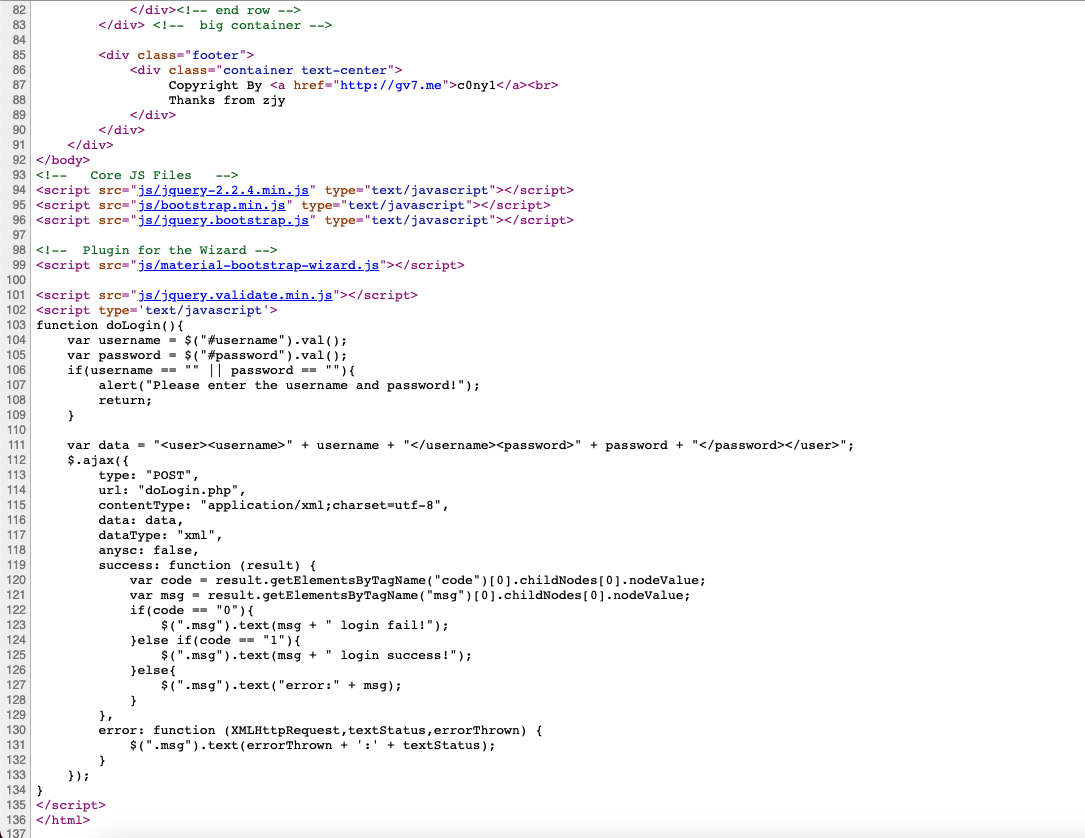 82             </div><!-- end row -->
83         </div> <!--  big container -->
84
85         <div class="footer">
86             <div class="container text-center">
87                  Copyright By <a href="http://gv7.me">c0ny1</a><br>
88                  Thanks from zjy
89             </div>
90         </div>
91     </div>
92 </body>
93 <!--   Core JS Files   -->
94 <script src="js/jquery-2.2.4.min.js" type="text/javascript"></script>
95 <script src="js/bootstrap.min.js" type="text/javascript"></script>
96 <script src="js/jquery.bootstrap.js" type="text/javascript"></script>
97
98 <!--  Plugin for the Wizard -->
99 <script src="js/material-bootstrap-wizard.js"></script>
100
101 <script src="js/jquery.validate.min.js"></script>
102 <script type='text/javascript'>
103 function doLogin(){
104     var username = $("#username").val();
105     var password = $("#password").val();
106     if(username == "" || password == ""){
107         alert("Please enter the username and password!");
108         return;
109     }
110
111     var data = "<user><username>" + username + "</username><password>" + password + "</password></user>";
112     $.ajax({
113         type: "POST",
114         url: "doLogin.php",
115         contentType: "application/xml;charset=utf-8",
116         data: data,
117         dataType: "xml",
118         anysc: false,
119         success: function (result) {
120             var code = result.getElementsByTagName("code")[0].childNodes[0].nodeValue;
121             var msg = result.getElementsByTagName("msg")[0].childNodes[0].nodeValue;
122             if(code == "0"){
123                 $(".msg").text(msg + " login fail!");
124             }else if(code == "1"){
125                 $(".msg").text(msg + " login success!");
126             }else{
127                 $(".msg").text("error:" + msg);
128             }
129         },
130         error: function (XMLHttpRequest,textStatus,errorThrown) {
131             $(".msg").text(errorThrown + ':' + textStatus);
132         }
133     });
134 }
135 </script>
136 </html>
137